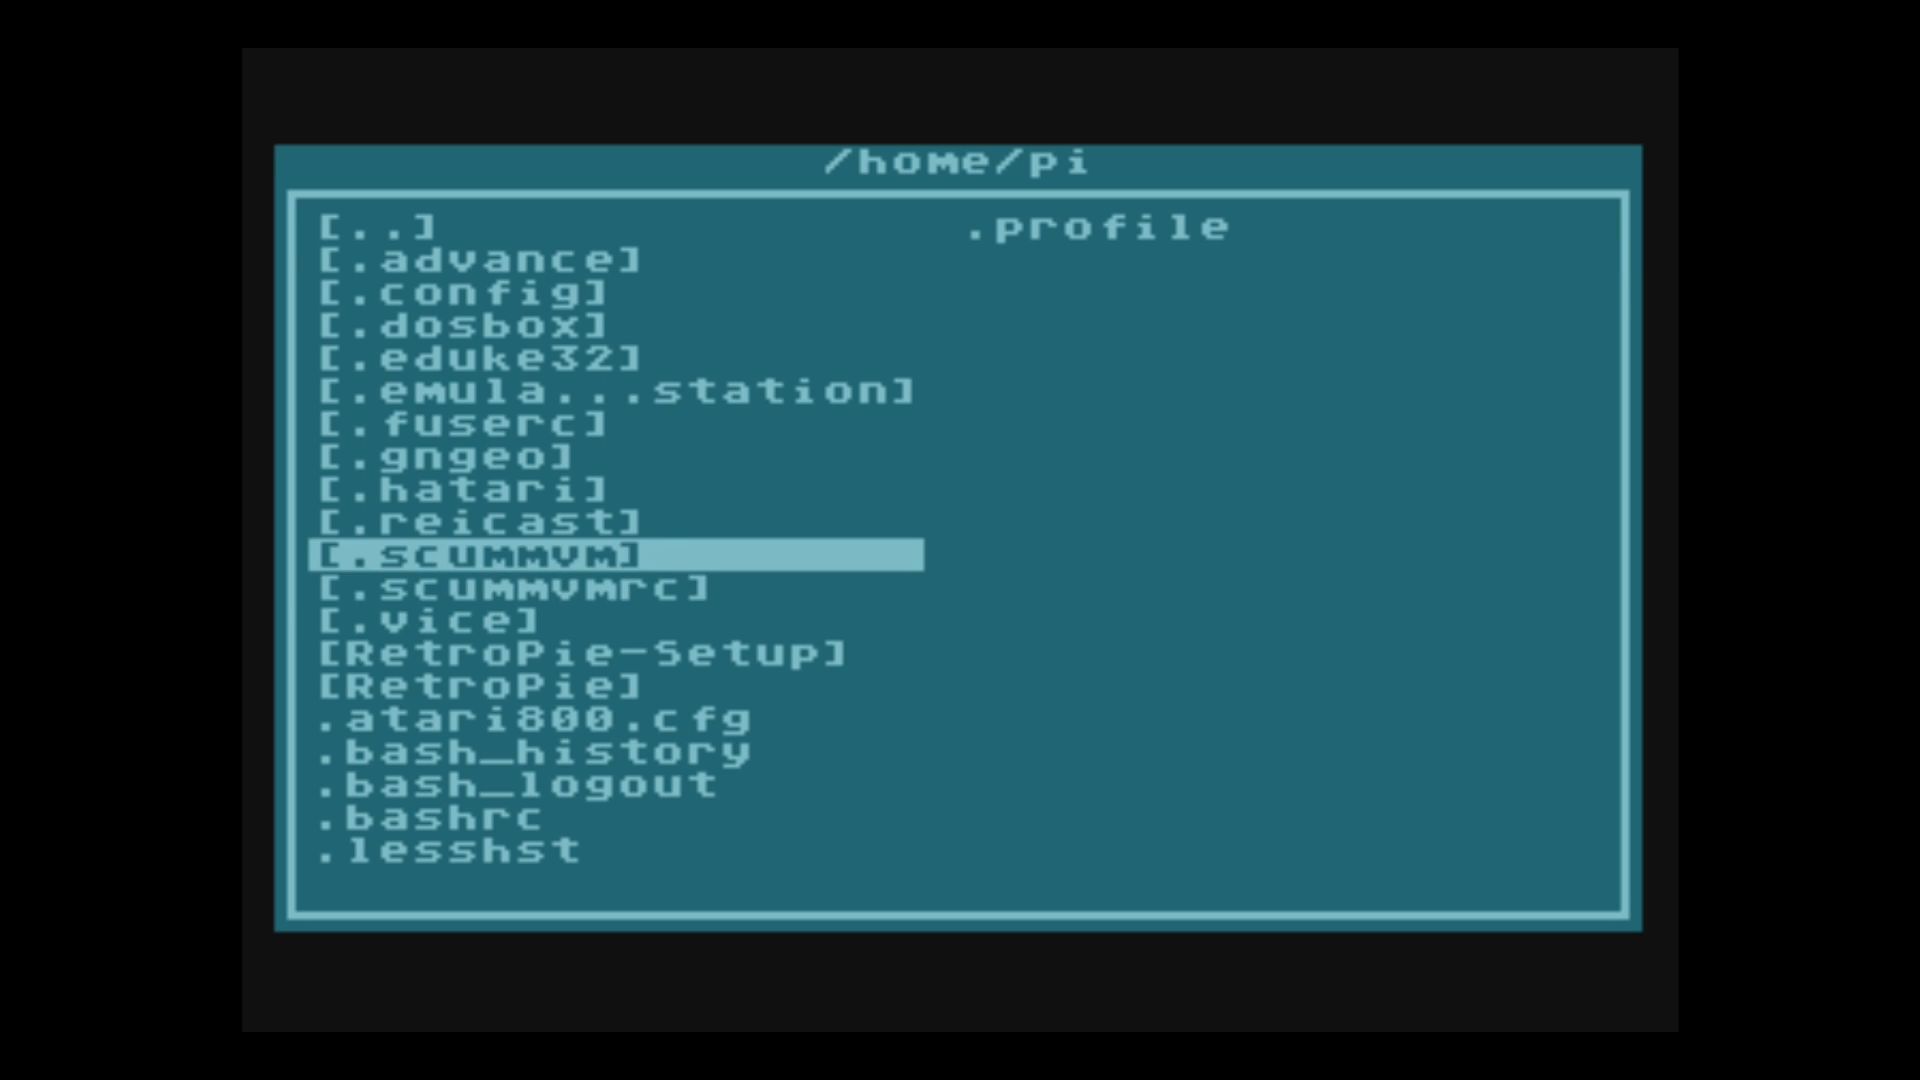 /home/pi
[..]
[.advance]
[.config]
[.dosbox]
[.eduke32]
[.emula...station]
[.fuserc]
[.gngeo]
[.hatari]
[.reicast]
[.scummvm]
[.scummvmrc]
[.vice]
[RetroPie-Setup]
[RetroPie]
.atari800.cfg
.bash_history
.bash_logout
.bashrc
.lesshst
.profile